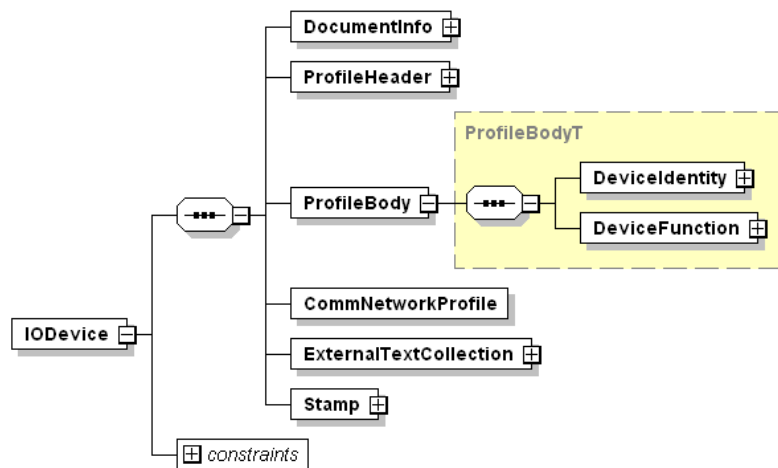 DocumentInfo
ProfileHeader
ProfileBodyT
ProfileBody
DeviceIdentity
DeviceFunction
CommNetworkProfile
IODevice
ExternalTextCollection
Stamp
constraints